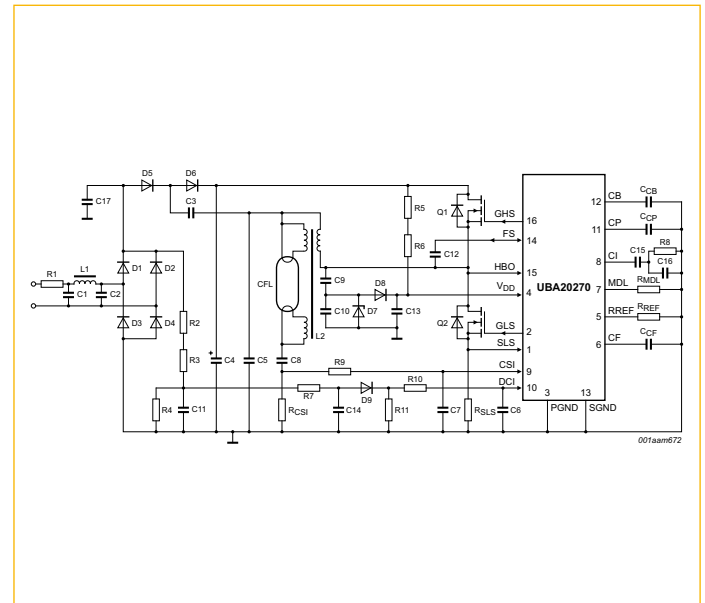 D5
D6
C17
C3
R5
Q1
GHS
16
FS
14
R6
C12
HBO
15
R1
L1
C1
C2
D1
D2
D3
D4
R2
R3
CFL
L2
C9
D8
VDD
4
C10
D7
C13
Q2
GLS
2
SLS
1
C4
C5
C8
R9
CSI
9
DCI
10
R7
D9
R10
R4
C11
RCSI
C14
R11
C7
RSLS
C6
UBA20270
3
PGND
13
SGND
12
CB
CCB
11
CP
CCP
8
CI
C15
R8
C16
7
MDL
RMDL
5
RREF
RREF
6
CF
CCF
001aam672